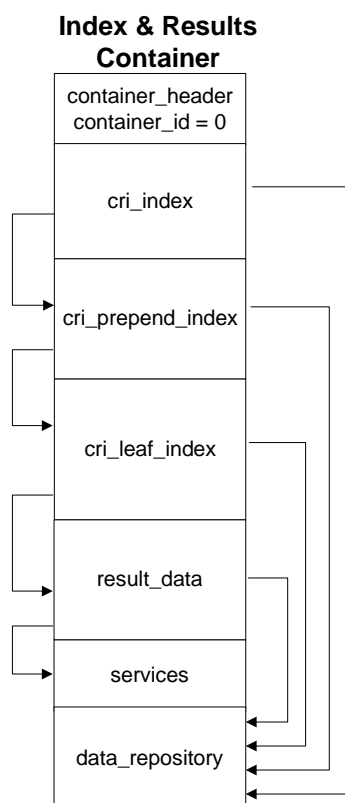 Index & Results
Container
container_header
container_id = 0
cri_index
cri_prepend_index
cri_leaf_index
result_data
services
data_repository